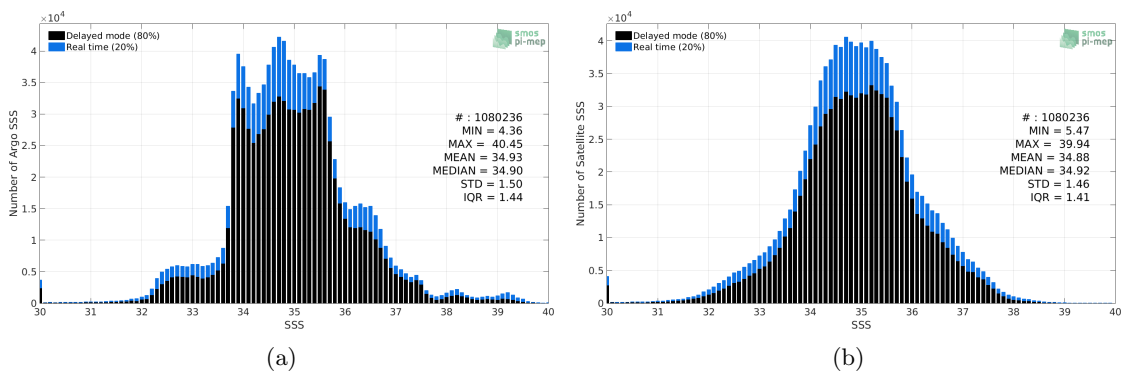 ×10⁴
Delayed mode (80%)
Real time (20%)
smos
pi-mep
Number of Argo SSS
4
3.5
3
2.5
2
1.5
1
0.5
0
# : 1080236
MIN = 4.36
MAX = 40.45
MEAN = 34.93
MEDIAN = 34.90
STD = 1.50
IQR = 1.44
30 31 32 33 34 35 36 37 38 39 40
SSS
(a)
×10⁴
Delayed mode (80%)
Real time (20%)
smos
pi-mep
Number of Satellite SSS
4
3.5
3
2.5
2
1.5
1
0.5
0
# : 1080236
MIN = 5.47
MAX = 39.94
MEAN = 34.88
MEDIAN = 34.92
STD = 1.46
IQR = 1.41
30 31 32 33 34 35 36 37 38 39 40
SSS
(b)